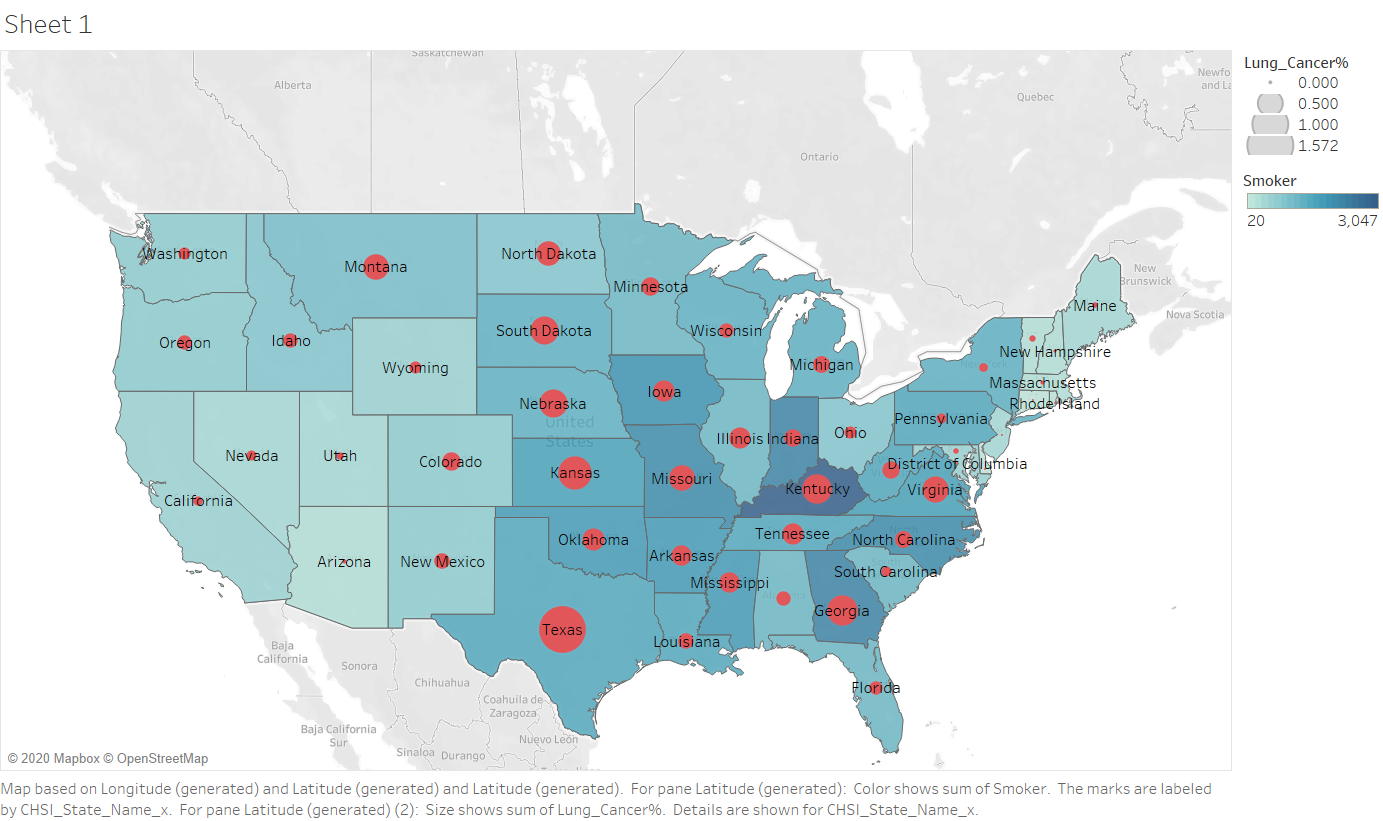 Sheet 1
Saskatchewan
Alberta
Quebec
Ontario
Newfo
and La
Lung_Cancer%
0.000
0.500
1.000
1.572
Smoker
20 3,047
Washington
Montana
North Dakota
Minnesota
New
Brunswick
Maine
Nova Scotia
Oregon
Idaho
South Dakota
Wisconsin
Wyoming
Michigan
New Hampshire
Massachusetts
Rhode Island
Nebraska
Iowa
United
States
Pennsylvania
Nevada
Utah
Colorado
Kansas
Missouri
Illinois
Indiana
Ohio
District of Columbia
California
Kentucky
Virginia
Arizona
New Mexico
Oklahoma
Arkansas
Tennessee
North Carolina
Mississippi
South Carolina
Georgia
Texas
Louisiana
Florida
Baja
California
Sonora
Chihuahua
Coahuila de
Zaragoza
Baja California
Sur
Sinaloa
Durango
Nuevo León
© 2020 Mapbox © OpenStreetMap
Map based on Longitude (generated) and Latitude (generated) and Latitude (generated).  For pane Latitude (generated):  Color shows sum of Smoker.  The marks are labeled
by CHSI_State_Name_x.  For pane Latitude (generated) (2):  Size shows sum of Lung_Cancer%.  Details are shown for CHSI_State_Name_x.